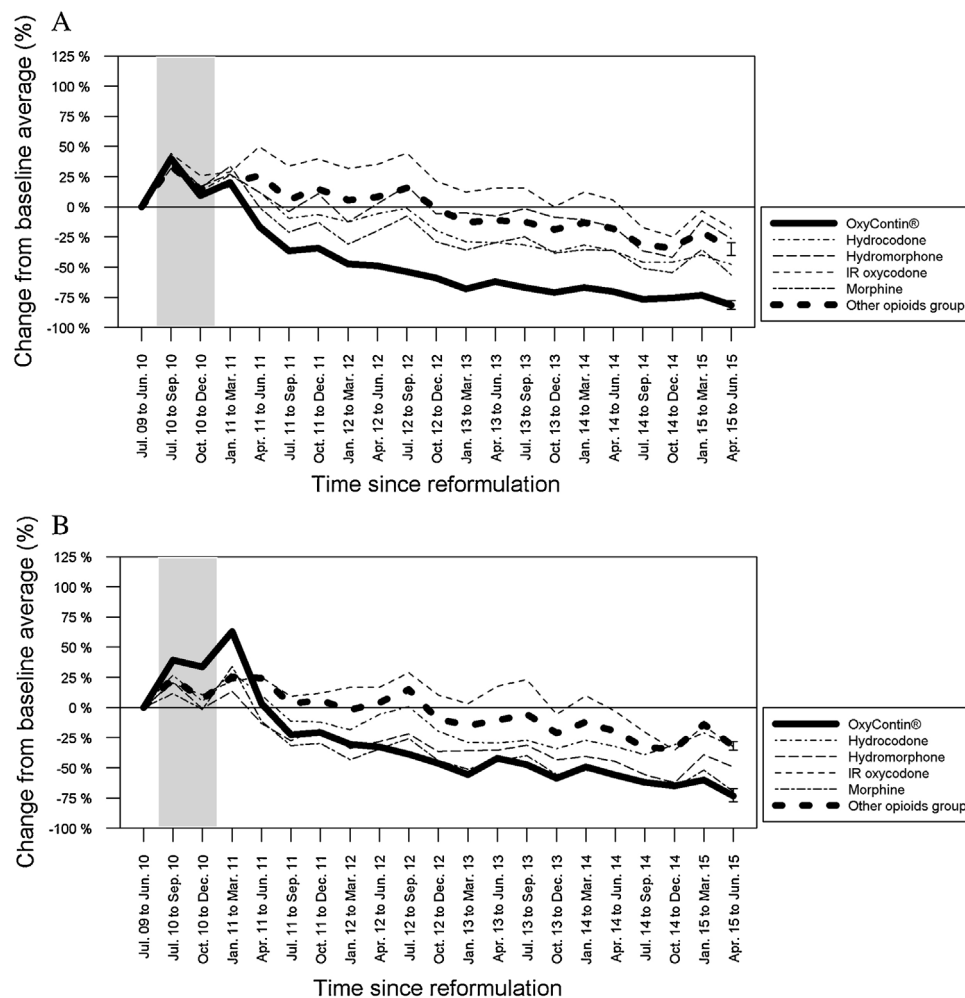 A
Change from baseline average (%)
125 %
100 %
75 %
50 %
25 %
0 %
-25 %
-50 %
-75 %
-100 %
Jul. 09 to Jun. 10
Jul. 10 to Sep. 10
Oct. 10 to Dec. 10
Jan. 11 to Mar. 11
Apr. 11 to Jun. 11
Jul. 11 to Sep. 11
Oct. 11 to Dec. 11
Jan. 12 to Mar. 12
Apr. 12 to Jun. 12
Jul. 12 to Sep. 12
Oct. 12 to Dec. 12
Jan. 13 to Mar. 13
Apr. 13 to Jun. 13
Jul. 13 to Sep. 13
Oct. 13 to Dec. 13
Jan. 14 to Mar. 14
Apr. 14 to Jun. 14
Jul. 14 to Sep. 14
Oct. 14 to Dec. 14
Jan. 15 to Mar. 15
Apr. 15 to Jun. 15
Time since reformulation
OxyContin®
Hydrocodone
Hydromorphone
IR oxycodone
Morphine
Other opioids group
B
Change from baseline average (%)
125 %
100 %
75 %
50 %
25 %
0 %
-25 %
-50 %
-75 %
-100 %
Jul. 09 to Jun. 10
Jul. 10 to Sep. 10
Oct. 10 to Dec. 10
Jan. 11 to Mar. 11
Apr. 11 to Jun. 11
Jul. 11 to Sep. 11
Oct. 11 to Dec. 11
Jan. 12 to Mar. 12
Apr. 12 to Jun. 12
Jul. 12 to Sep. 12
Oct. 12 to Dec. 12
Jan. 13 to Mar. 13
Apr. 13 to Jun. 13
Jul. 13 to Sep. 13
Oct. 13 to Dec. 13
Jan. 14 to Mar. 14
Apr. 14 to Jun. 14
Jul. 14 to Sep. 14
Oct. 14 to Dec. 14
Jan. 15 to Mar. 15
Apr. 15 to Jun. 15
Time since reformulation
OxyContin®
Hydrocodone
Hydromorphone
IR oxycodone
Morphine
Other opioids group